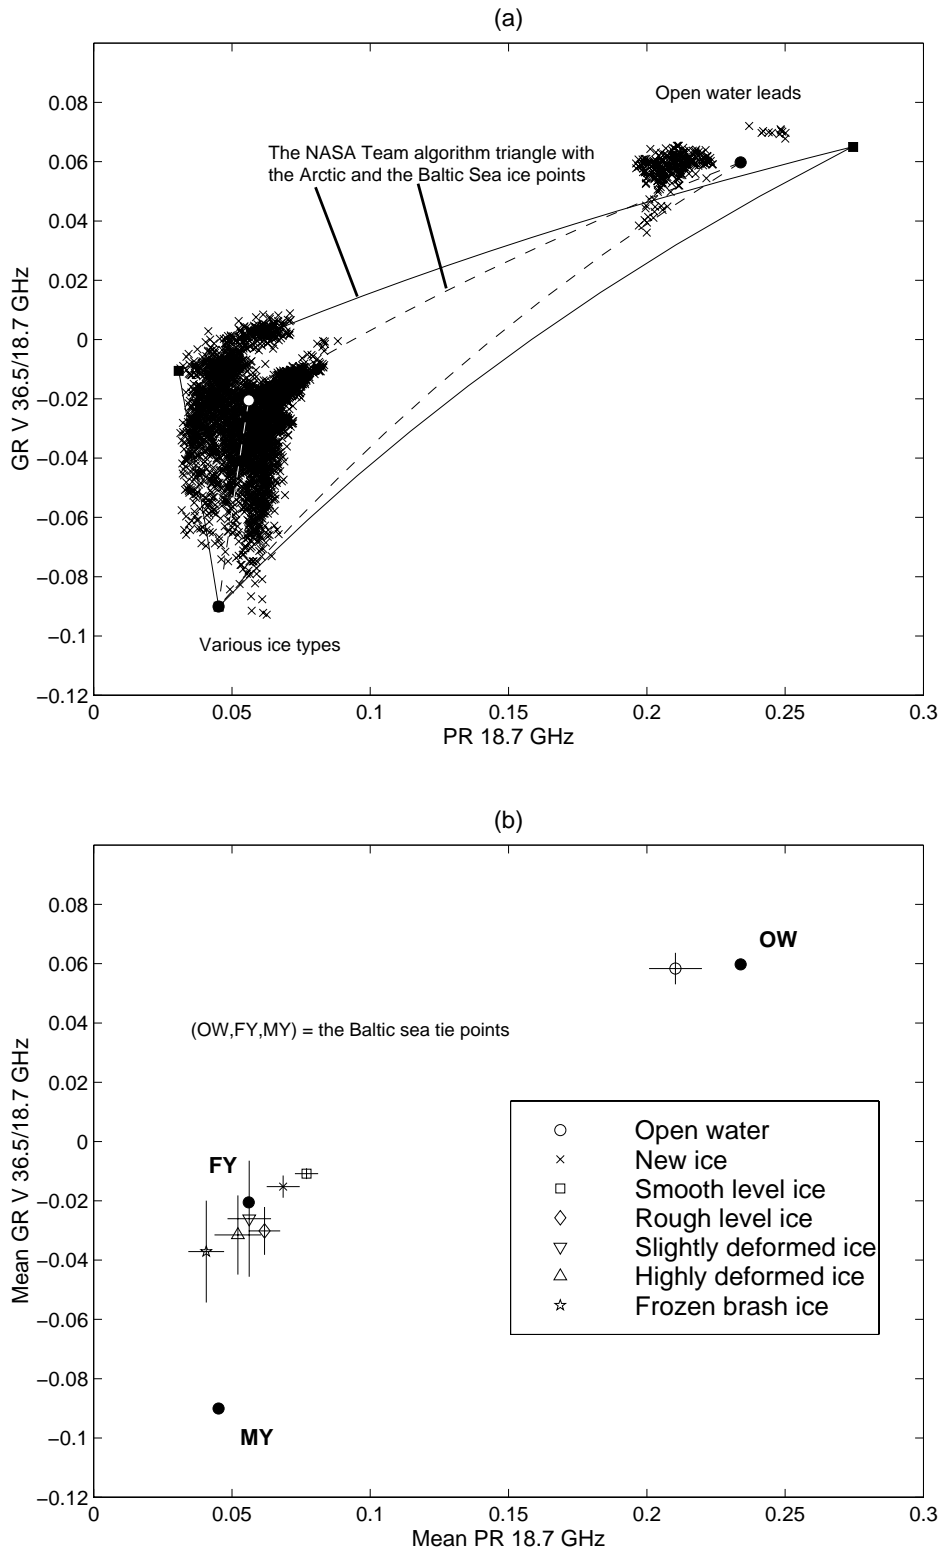 (a)
0.08
0.06
0.04
0.02
0
−0.02
−0.04
−0.06
−0.08
−0.1
−0.12
GR V 36.5/18.7 GHz
Open water leads
The NASA Team algorithm triangle with
the Arctic and the Baltic Sea ice points
Various ice types
0 0.05 0.1 0.15 0.2 0.25 0.3
PR 18.7 GHz
(b)
0.08
0.06
0.04
0.02
0
−0.02
−0.04
−0.06
−0.08
−0.1
−0.12
Mean GR V 36.5/18.7 GHz
OW
(OW,FY,MY) = the Baltic sea tie points
FY
MY
Open water
New ice
Smooth level ice
Rough level ice
Slightly deformed ice
Highly deformed ice
Frozen brash ice
0 0.05 0.1 0.15 0.2 0.25 0.3
Mean PR 18.7 GHz